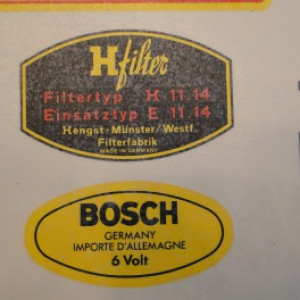 H filter
Filtertyp H 11 14
Einsatztyp E 11 14
Hengst-Münster/Westf.
Filterfabrik
MADE IN GERMANY
BOSCH
GERMANY
IMPORTE D'ALLEMAGNE
6 Volt